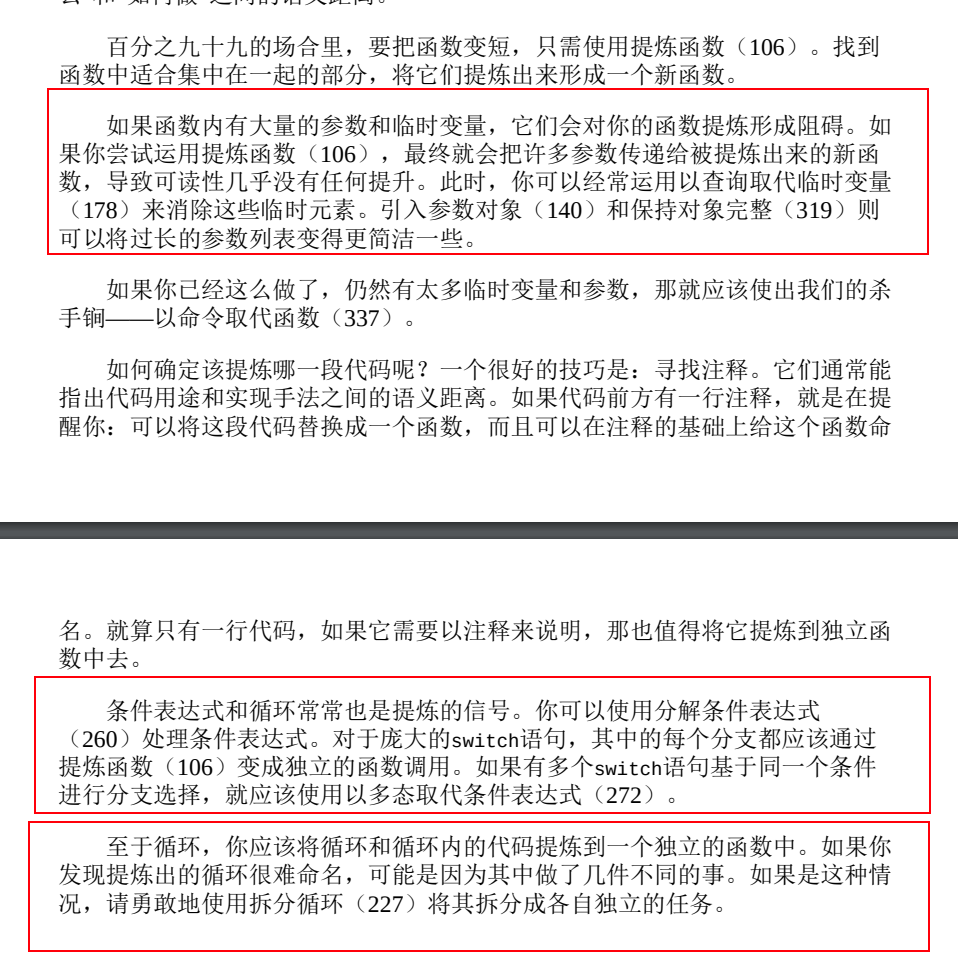 百分之九十九的场合里，要把函数变短，只需使用提炼函数（106）。找到
函数中适合集中在一起的部分，将它们提炼出来形成一个新函数。
如果函数内有大量的参数和临时变量，它们会对你的函数提炼形成阻碍。如
果你尝试运用提炼函数（106），最终就会把许多参数传递给被提炼出来的新函
数，导致可读性几乎没有任何提升。此时，你可以经常运用以查询取代临时变量
（178）来消除这些临时元素。引入参数对象（140）和保持对象完整（319）则
可以将过长的参数列表变得更简洁一些。
如果你已经这么做了，仍然有太多临时变量和参数，那就应该使出我们的杀
手锏——以命令取代函数（337）。
如何确定该提炼哪一段代码呢？一个很好的技巧是：寻找注释。它们通常能
指出代码用途和实现手法之间的语义距离。如果代码前方有一行注释，就是在提
醒你：可以将这段代码替换成一个函数，而且可以在注释的基础上给这个函数命
名。就算只有一行代码，如果它需要以注释来说明，那也值得将它提炼到独立函
数中去。
条件表达式和循环常常也是提炼的信号。你可以使用分解条件表达式
（260）处理条件表达式。对于庞大的switch语句，其中的每个分支都应该通过
提炼函数（106）变成独立的函数调用。如果有多个switch语句基于同一个条件
进行分支选择，就应该使用以多态取代条件表达式（272）。
至于循环，你应该将循环和循环内的代码提炼到一个独立的函数中。如果你
发现提炼出的循环很难命名，可能是因为其中做了几件不同的事。如果是这种情
况，请勇敢地使用拆分循环（227）将其拆分成各自独立的任务。